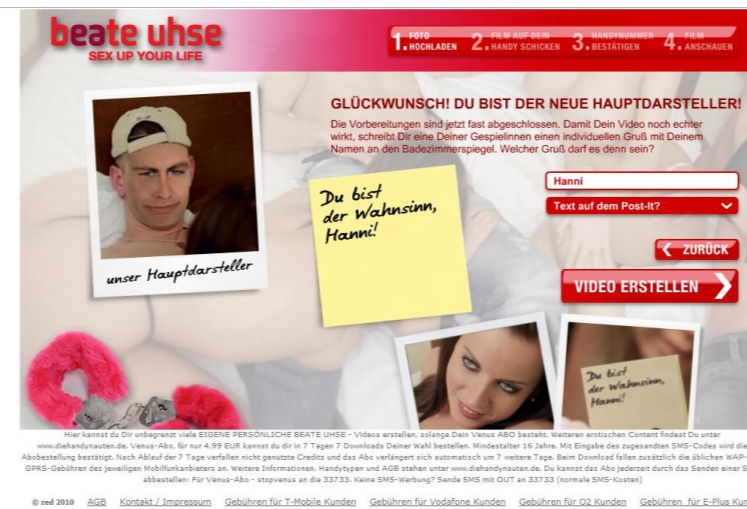 beate uhse
SEX UP YOUR LIFE
1. FOTO HOCHLADEN
2. FILM AUF DEIN HANDY SCHICKEN
3. HANDYNUMMER BESTÄTIGEN
4. FILM ANSCHAUEN
GLÜCKWUNSCH! DU BIST DER NEUE HAUPTDARSTELLER!
Die Vorbereitungen sind jetzt fast abgeschlossen. Damit Dein Video noch echter
wirkt, schreibt Dir eine Deiner Gespielinnen einen individuellen Gruß mit Deinem
Namen an den Badezimmerspiegel. Welcher Gruß darf es denn sein?
unser Hauptdarsteller
Du bist
der Wahnsinn,
Hanni!
Hanni
Text auf dem Post-It?
ZURÜCK
VIDEO ERSTELLEN
Du bist
der Wahnsinn,
Hanni!
Hier kannst du Dir unbegrenzt viele EIGENE PERSÖNLICHE BEATE UHSE - Videos erstellen, solange Dein Venus ABO besteht. Weiteren erotischen Content findest Du unter
www.diehandynauten.de. Venus-Abo, für nur 4.99 EUR kannst du dir in 7 Tagen 7 Downloads Deiner Wahl bestellen. Mindestalter 16 Jahre. Mit Eingabe des zugesandten SMS-Codes wird die
Abobestellung bestätigt. Nach Ablauf der 7 Tage verfallen nicht genutzte Credits und das Abo verlängert sich automatisch um 7 weitere Tage. Beim Download fallen zusätzlich die üblichen WAP-
GPRS-Gebühren des jeweiligen Mobilfunkanbieters an. Weitere Informationen, Handytypen und AGB stehen unter www.diehandynauten.de. Du kannst das Abo jederzeit durch das Senden einer S
abbestellen: Für Venus-Abo - stopvenus an die 33733. Keine SMS-Werbung? Sende SMS mit OUT an 33733 (normale SMS-Kosten)
© zed 2010 AGB Kontakt / Impressum Gebühren für T-Mobile Kunden Gebühren für Vodafone Kunden Gebühren für O2 Kunden Gebühren für E-Plus Kun